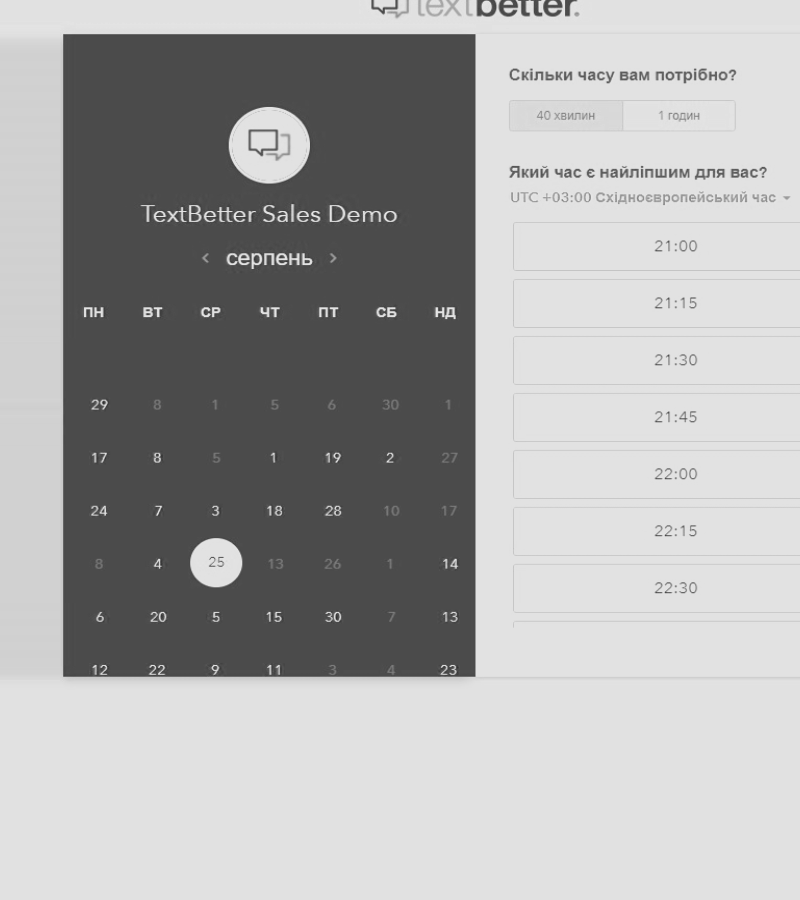 textbetter.
TextBetter Sales Demo
< серпень >
ПН ВТ СР ЧТ ПТ СБ НД
29 8 1 5 6 30 1
17 8 5 1 19 2 27
24 7 3 18 28 10 17
8 4 25 13 26 1 14
6 20 5 15 30 7 13
12 22 9 11 3 4 23
Скільки часу вам потрібно?
40 хвилин 1 годин
Який час є найліпшим для вас?
UTC +03:00 Східноєвропейський час
21:00
21:15
21:30
21:45
22:00
22:15
22:30